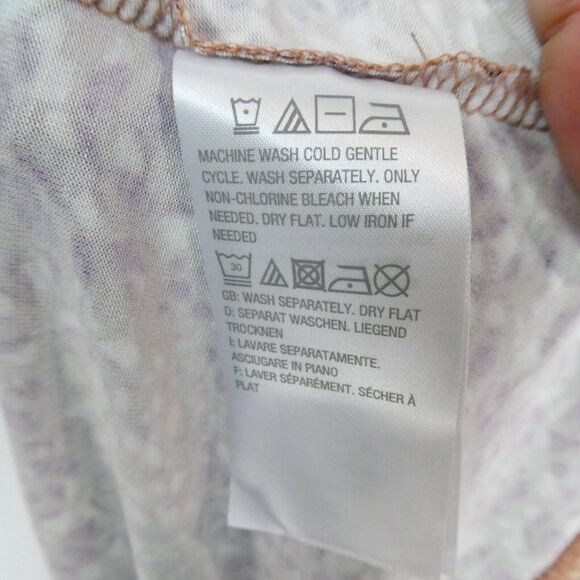 MACHINE WASH COLD GENTLE
CYCLE. WASH SEPARATELY. ONLY
NON-CHLORINE BLEACH WHEN
NEEDED. DRY FLAT. LOW IRON IF
NEEDED
30
GB: WASH SEPARATELY. DRY FLAT
D: SEPARAT WASCHEN. LIEGEND
TROCKNEN
I: LAVARE SEPARATAMENTE.
ASCIUGARE IN PIANO
F: LAVER SÉPARÉMENT. SÉCHER À
PLAT